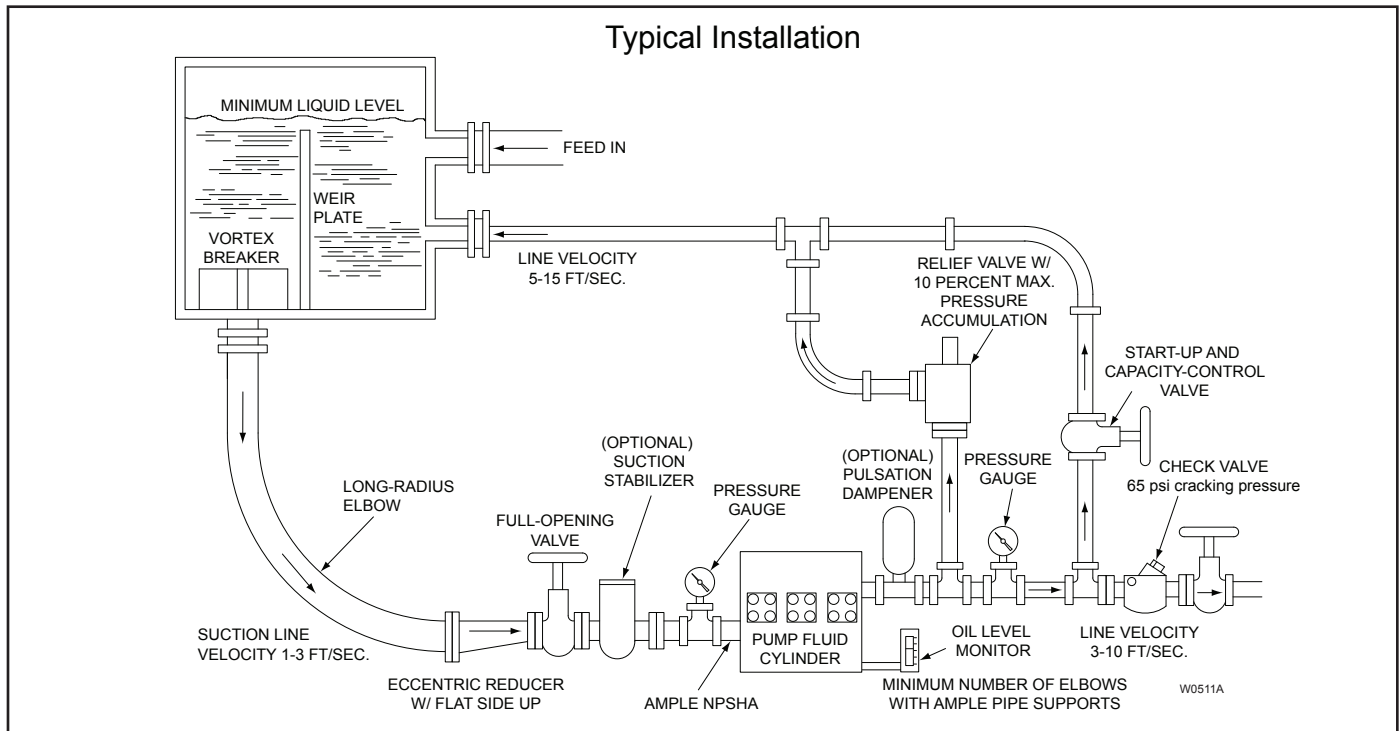 Typical Installation
MINIMUM LIQUID LEVEL
FEED IN
WEIR
PLATE
VORTEX
BREAKER
LINE VELOCITY
5-15 FT/SEC.
RELIEF VALVE W/
10 PERCENT MAX.
PRESSURE
ACCUMULATION
START-UP AND
CAPACITY-CONTROL
VALVE
(OPTIONAL)
SUCTION
STABILIZER
(OPTIONAL)
PULSATION
DAMPENER
PRESSURE
GAUGE
CHECK VALVE
65 psi cracking pressure
LONG-RADIUS
ELBOW
FULL-OPENING
VALVE
PRESSURE
GAUGE
SUCTION LINE
VELOCITY 1-3 FT/SEC.
PUMP FLUID
CYLINDER
OIL LEVEL
MONITOR
LINE VELOCITY
3-10 FT/SEC.
ECCENTRIC REDUCER
W/ FLAT SIDE UP
AMPLE NPSHA
MINIMUM NUMBER OF ELBOWS
WITH AMPLE PIPE SUPPORTS
W0511A